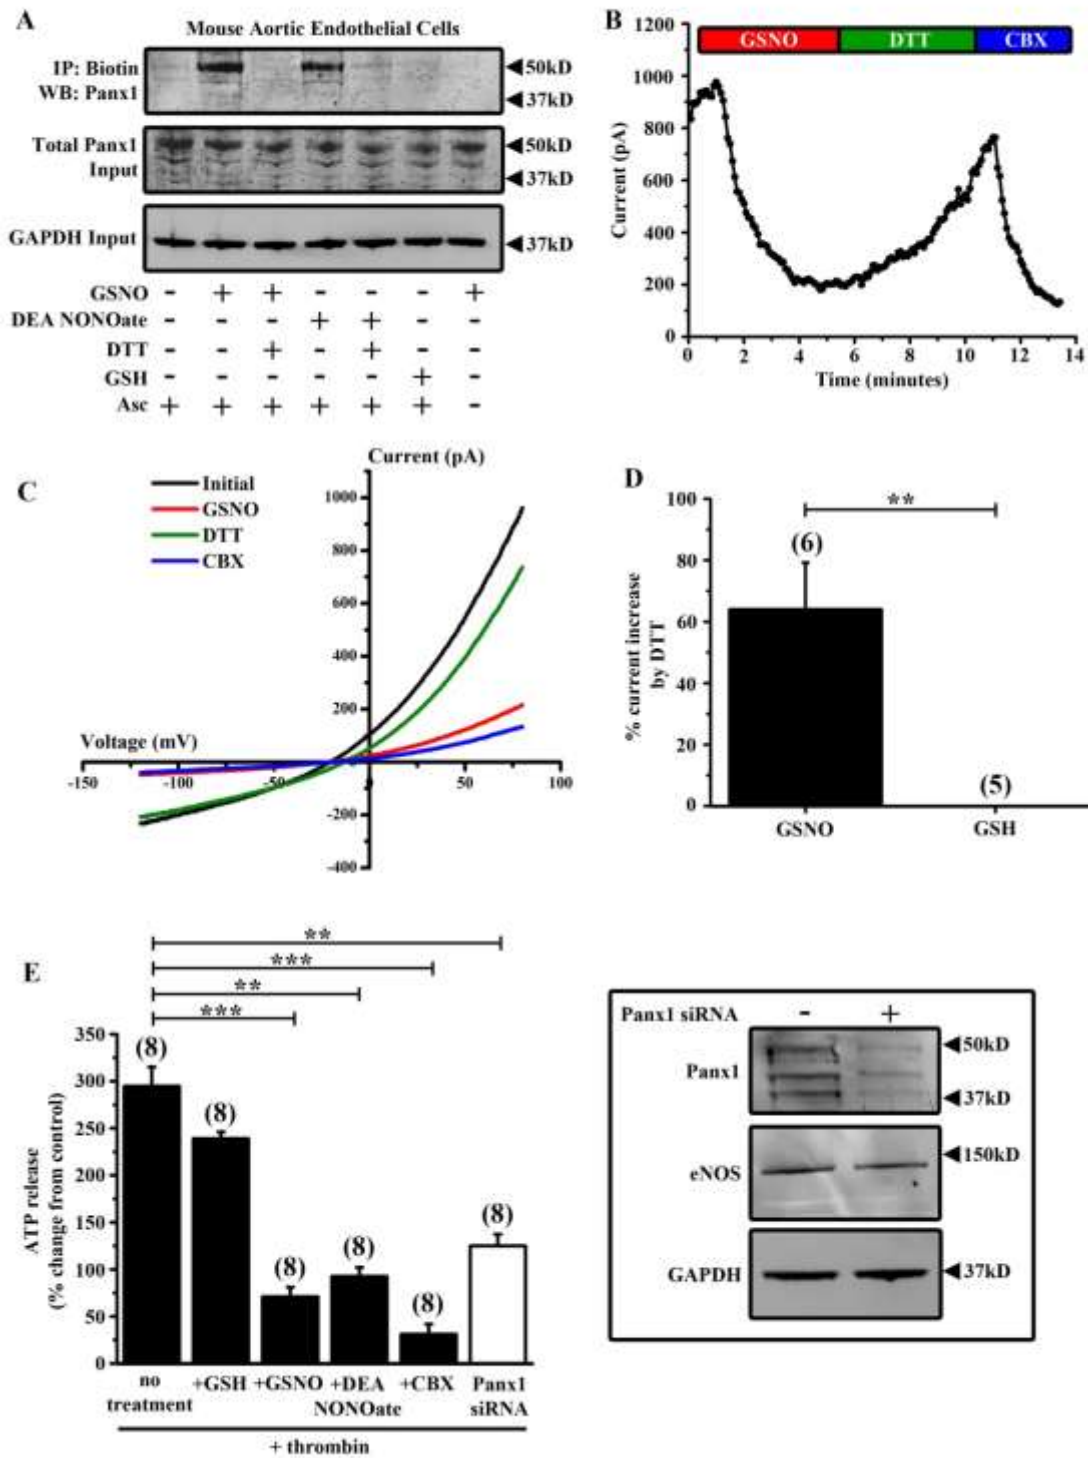 A
Mouse Aortic Endothelial Cells
IP: Biotin
WB: Panx1
50kD
37kD
Total Panx1
Input
50kD
37kD
GAPDH Input
37kD
GSNO - + + - - - +
DEA NONOate - - - + + - -
DTT - - + - + - -
GSH - - - - - + -
Asc + + + + + + -
B
1200
1000
800
600
400
200
0
Current (pA)
GSNO DTT CBX
0 2 4 6 8 10 12 14
Time (minutes)
C
Current (pA)
Initial
GSNO
DTT
CBX
1000
800
600
400
200
Voltage (mV)
-150 -100 -50 0 50 100
-200
-400
D
100
80
60
40
20
0
% current increase
by DTT
**
(6)
(5)
GSNO GSH
E
**
***
**
***
350
300
250
200
150
100
50
0
ATP release
(% change from control)
(8)
(8)
(8)
(8)
(8)
(8)
no
treatment
+GSH
+GSNO
+DEA
NONOate
+CBX
Panx1
siRNA
+ thrombin
Panx1 siRNA - +
Panx1
50kD
37kD
eNOS
150kD
GAPDH
37kD